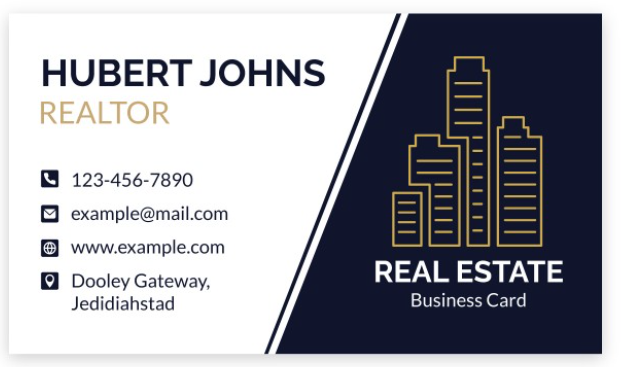 HUBERT JOHNS
REALTOR
123-456-7890
example@mail.com
www.example.com
Dooley Gateway,
Jedidiahstad
REAL ESTATE
Business Card